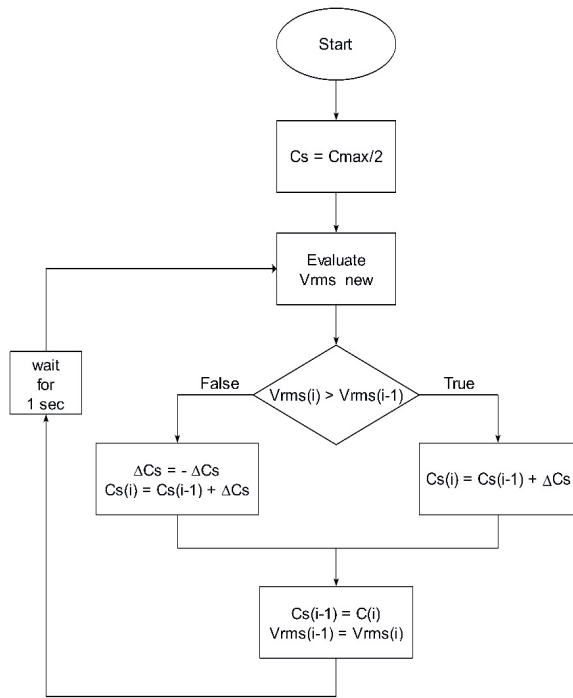 Start
Cs = Cmax/2
Evaluate
Vrms new
Vrms(i) > Vrms(i-1)
False
True
wait
for
1 sec
ΔCs = - ΔCs
Cs(i) = Cs(i-1) + ΔCs
Cs(i) = Cs(i-1) + ΔCs
Cs(i-1) = C(i)
Vrms(i-1) = Vrms(i)